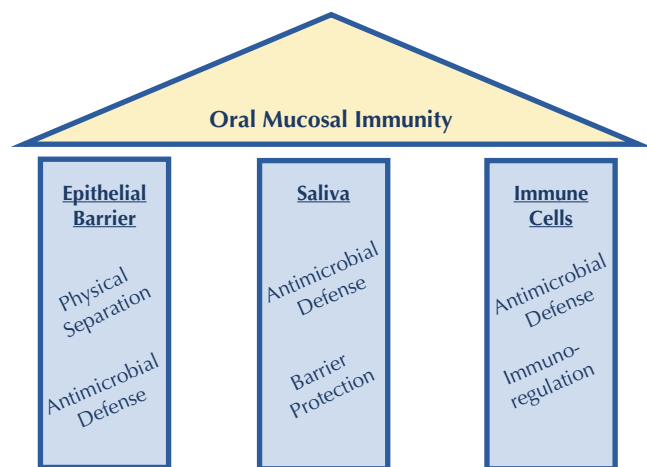 Oral Mucosal Immunity
Epithelial
Barrier
Physical
Separation
Antimicrobial
Defense
Saliva
Antimicrobial
Defense
Barrier
Protection
Immune
Cells
Antimicrobial
Defense
Immuno-
regulation